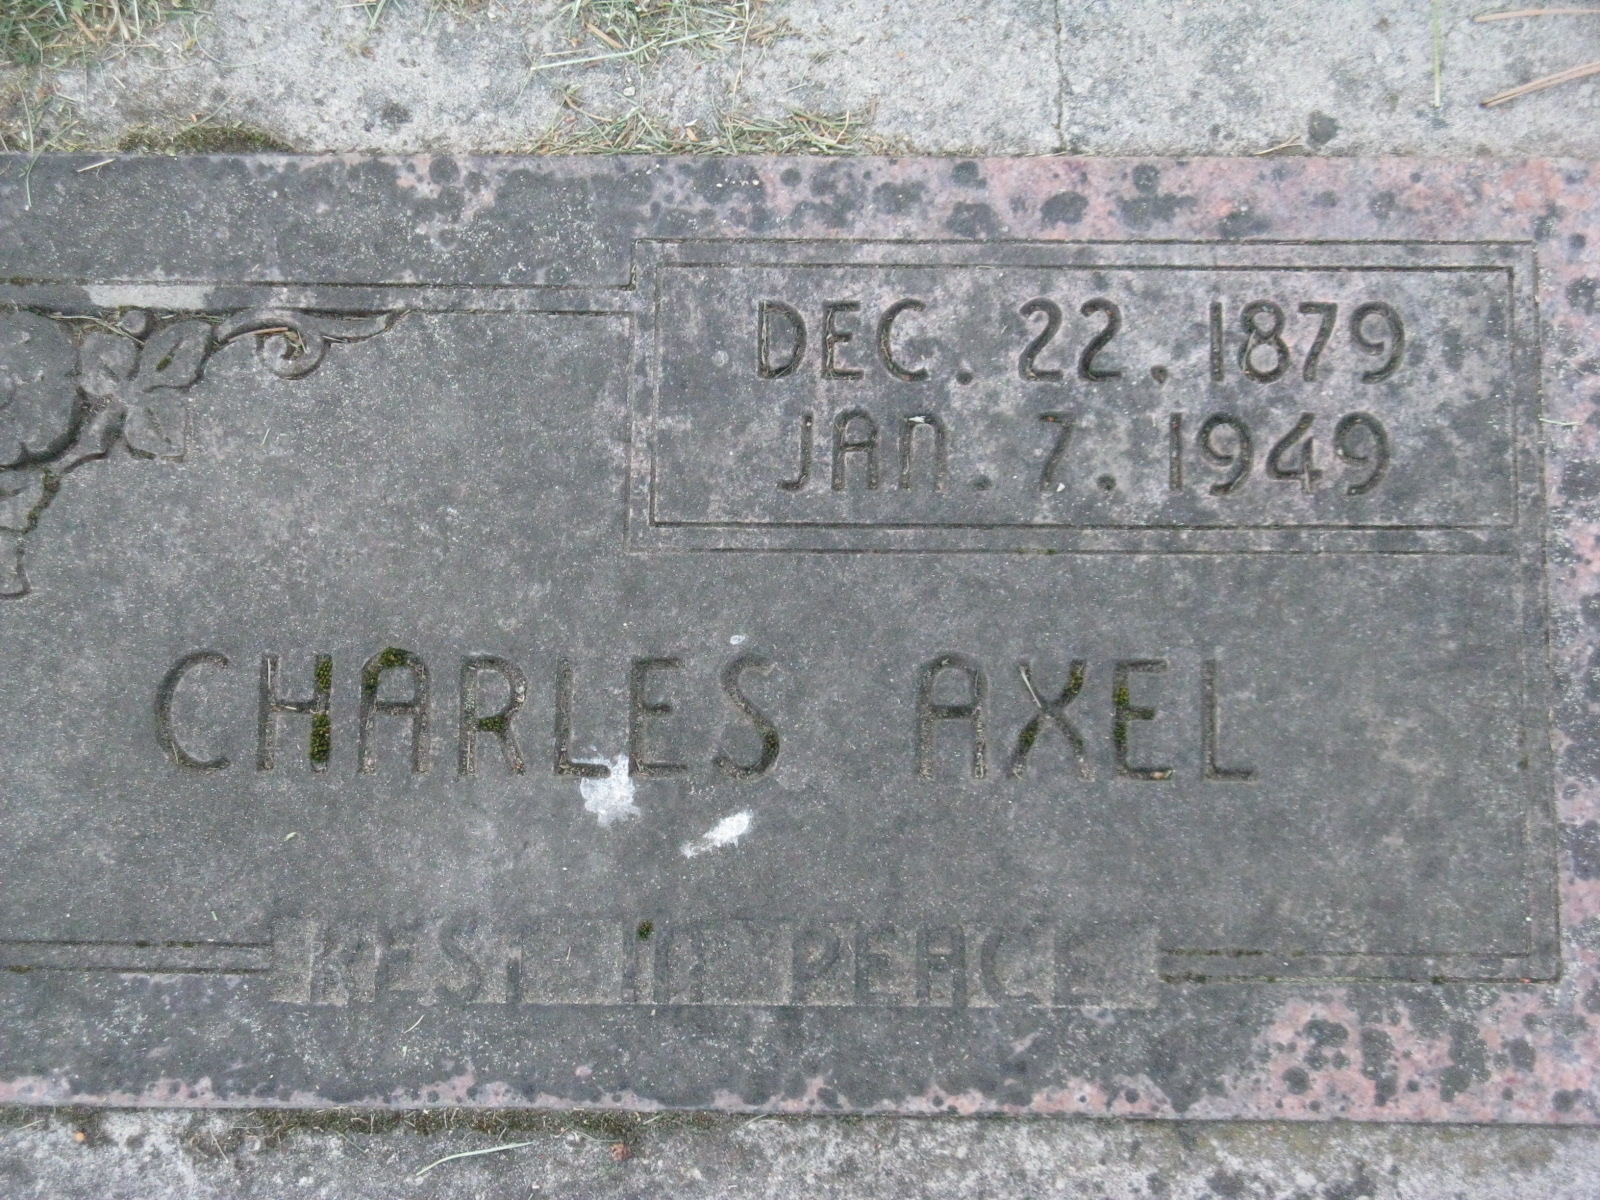 DEC. 22. 1879
JAN. 7. 1949
CHARLES AXEL
REST IN PEACE